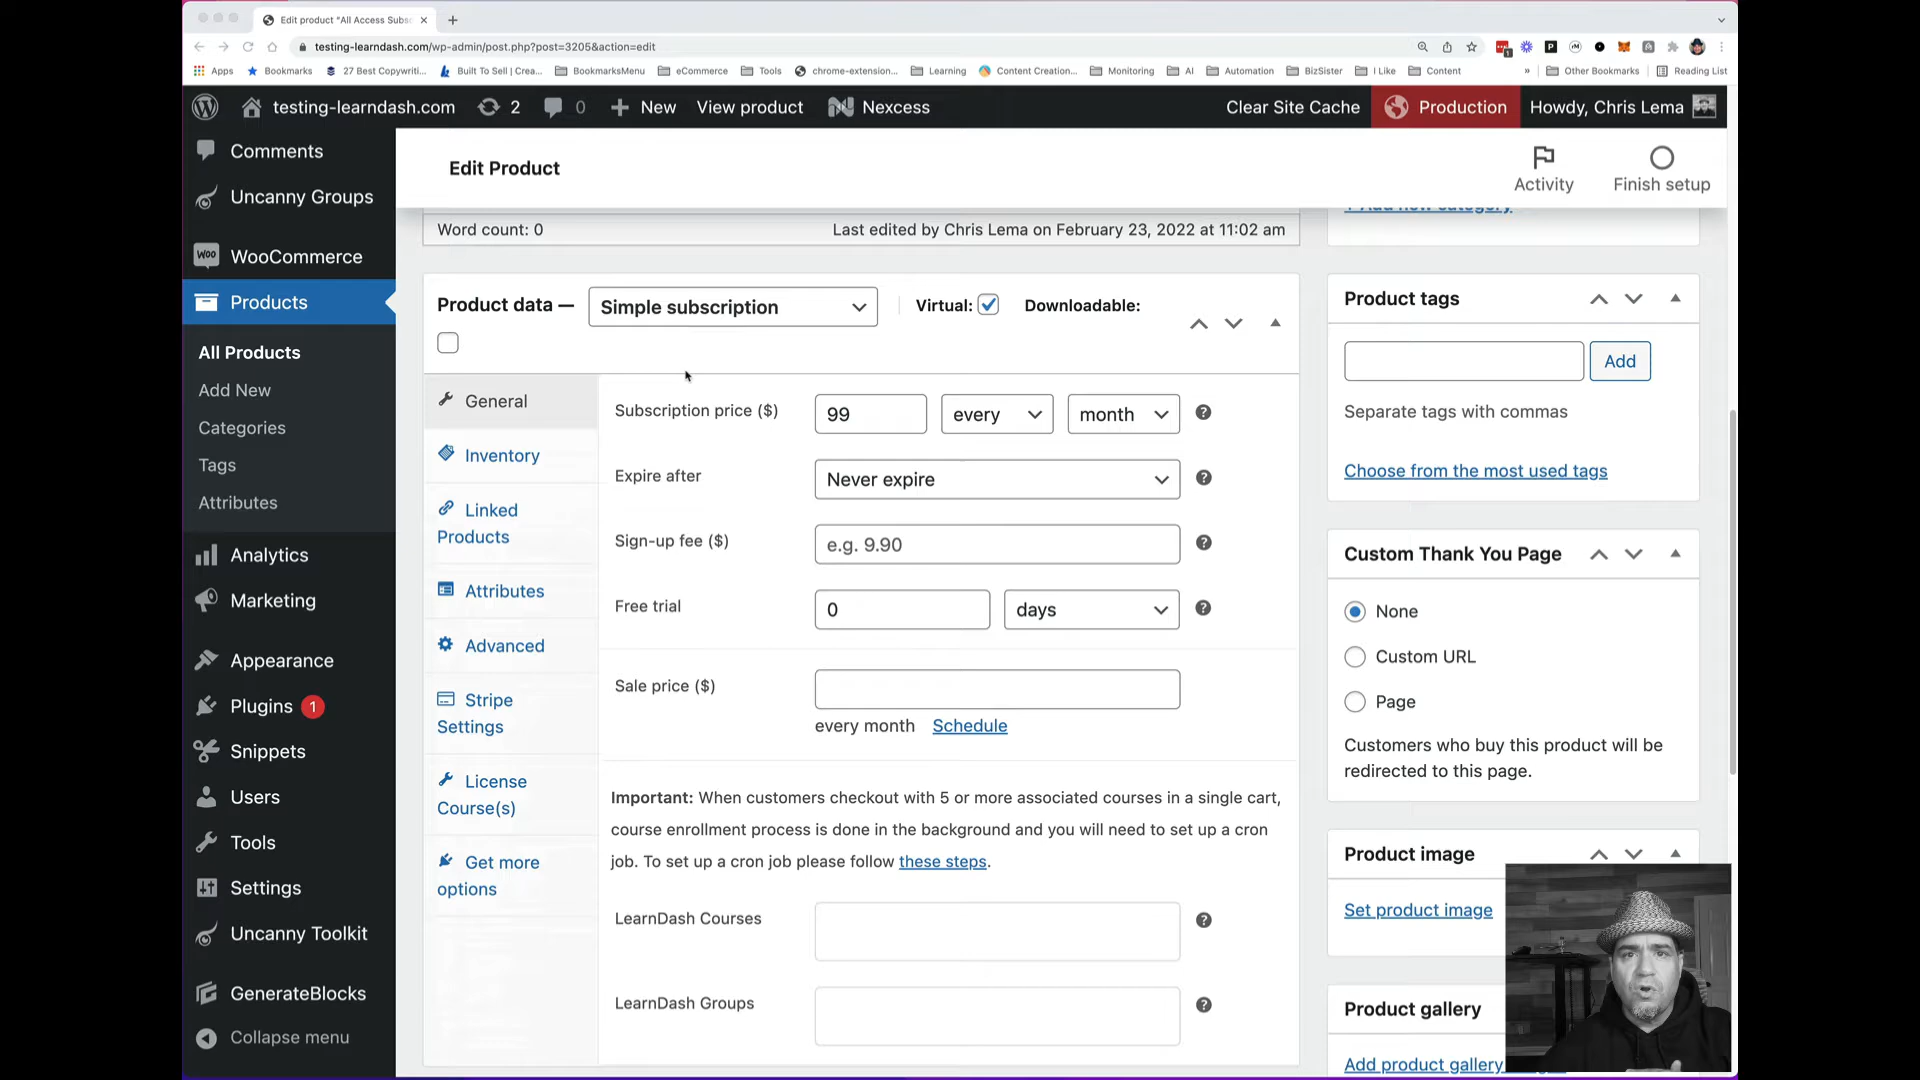 Edit product "All Access Subsc
testing-learndash.com/wp-admin/post.php?post=3205&action=edit
Apps
Bookmarks
27 Best Copywriti...
Built To Sell | Crea...
BookmarksMenu
eCommerce
Tools
chrome-extension...
Learning
Content Creation...
Monitoring
AI
Automation
BizSister
I Like
Content
»
Other Bookmarks
Reading List
testing-learndash.com
2
0
New
View product
Nexcess
Clear Site Cache
Production
Howdy, Chris Lema
Comments
Uncanny Groups
Woo
WooCommerce
Products
All Products
Add New
Categories
Tags
Attributes
Analytics
Marketing
Appearance
Plugins 1
Snippets
Users
Tools
Settings
Uncanny Toolkit
GenerateBlocks
Collapse menu
Edit Product
Activity
Finish setup
Word count: 0
Last edited by Chris Lema on February 23, 2022 at 11:02 am
+ Add new category
Product data —
Simple subscription
Virtual:
Downloadable:
General
Inventory
Linked
Products
Attributes
Advanced
Stripe
Settings
License
Course(s)
Get more
options
Subscription price ($)
99
every
month
Expire after
Never expire
Sign-up fee ($)
e.g. 9.90
Free trial
0
days
Sale price ($)
every month Schedule
Important: When customers checkout with 5 or more associated courses in a single cart,
course enrollment process is done in the background and you will need to set up a cron
job. To set up a cron job please follow these steps.
LearnDash Courses
LearnDash Groups
Product tags
Add
Separate tags with commas
Choose from the most used tags
Custom Thank You Page
None
Custom URL
Page
Customers who buy this product will be
redirected to this page.
Product image
Set product image
Product gallery
Add product gallery